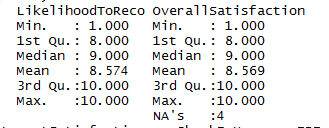 LikelihoodToReco OverallSatisfaction
Min.   : 1.000   Min.   : 1.000
1st Qu.: 8.000   1st Qu.: 8.000
Median : 9.000   Median : 9.000
Mean   : 8.574   Mean   : 8.569
3rd Qu.:10.000   3rd Qu.:10.000
Max.   :10.000   Max.   :10.000
NA's   :4